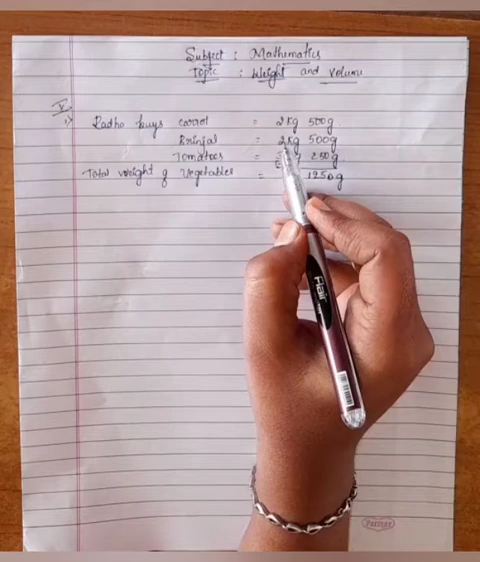 Subject : Mathematics
Topic : Weight and volume
V
1) Radha buys carrot = 2kg 500g
Brinjal = 2kg 500g
Tomatoes = 250g
Total weight of Vegetables = 1250g
Flair